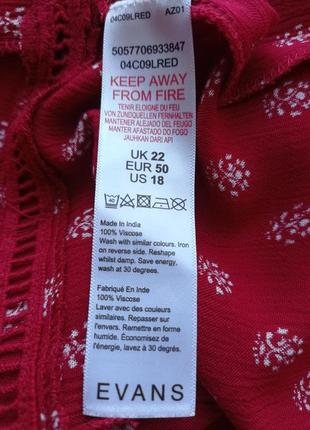 04C09LRED AZ01
5057706933847
04C09LRED
KEEP AWAY
FROM FIRE
TENIR ELOIGNE DU FEU
VON ZUNDQUELLEN FERNHALTEN
MANTENER ALEJADO DEL FEUGO
MANTER AFASTADO DO FOGO
JAUHKAN DARI API
UK 22
EUR 50
US 18
Made In India
100% Viscose
Wash with similar colours. Iron
on reverse side. Reshape
whilst damp. Save energy,
wash at 30 degrees.
Fabriqué En Inde
100% Viscose
Laver avec des couleurs
similaires. Repasser sur
l'envers. Remettre en forme
humide. Économisez de
l'énergie, lavez à 30 degrés.
EVANS